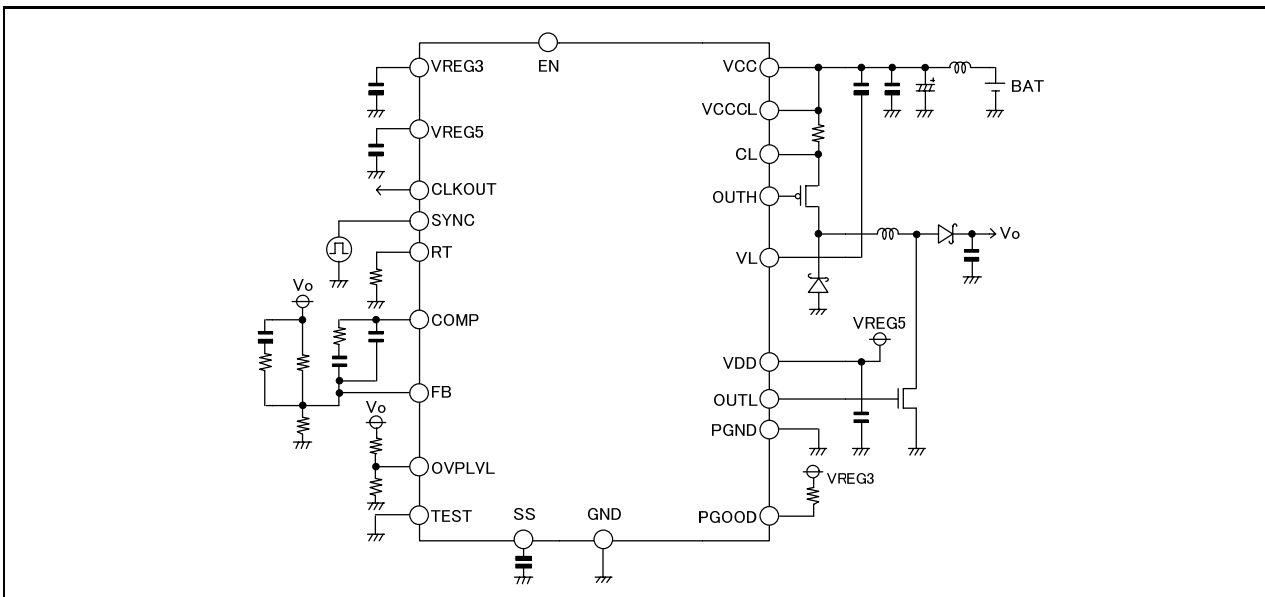 EN
VREG3
VREG5
CLKOUT
SYNC
RT
Vo
COMP
FB
Vo
OVPLVL
TEST
SS
GND
VCC
BAT
VCCCL
CL
OUTH
Vo
VL
VREG5
VDD
OUTL
PGND
VREG3
PGOOD
+